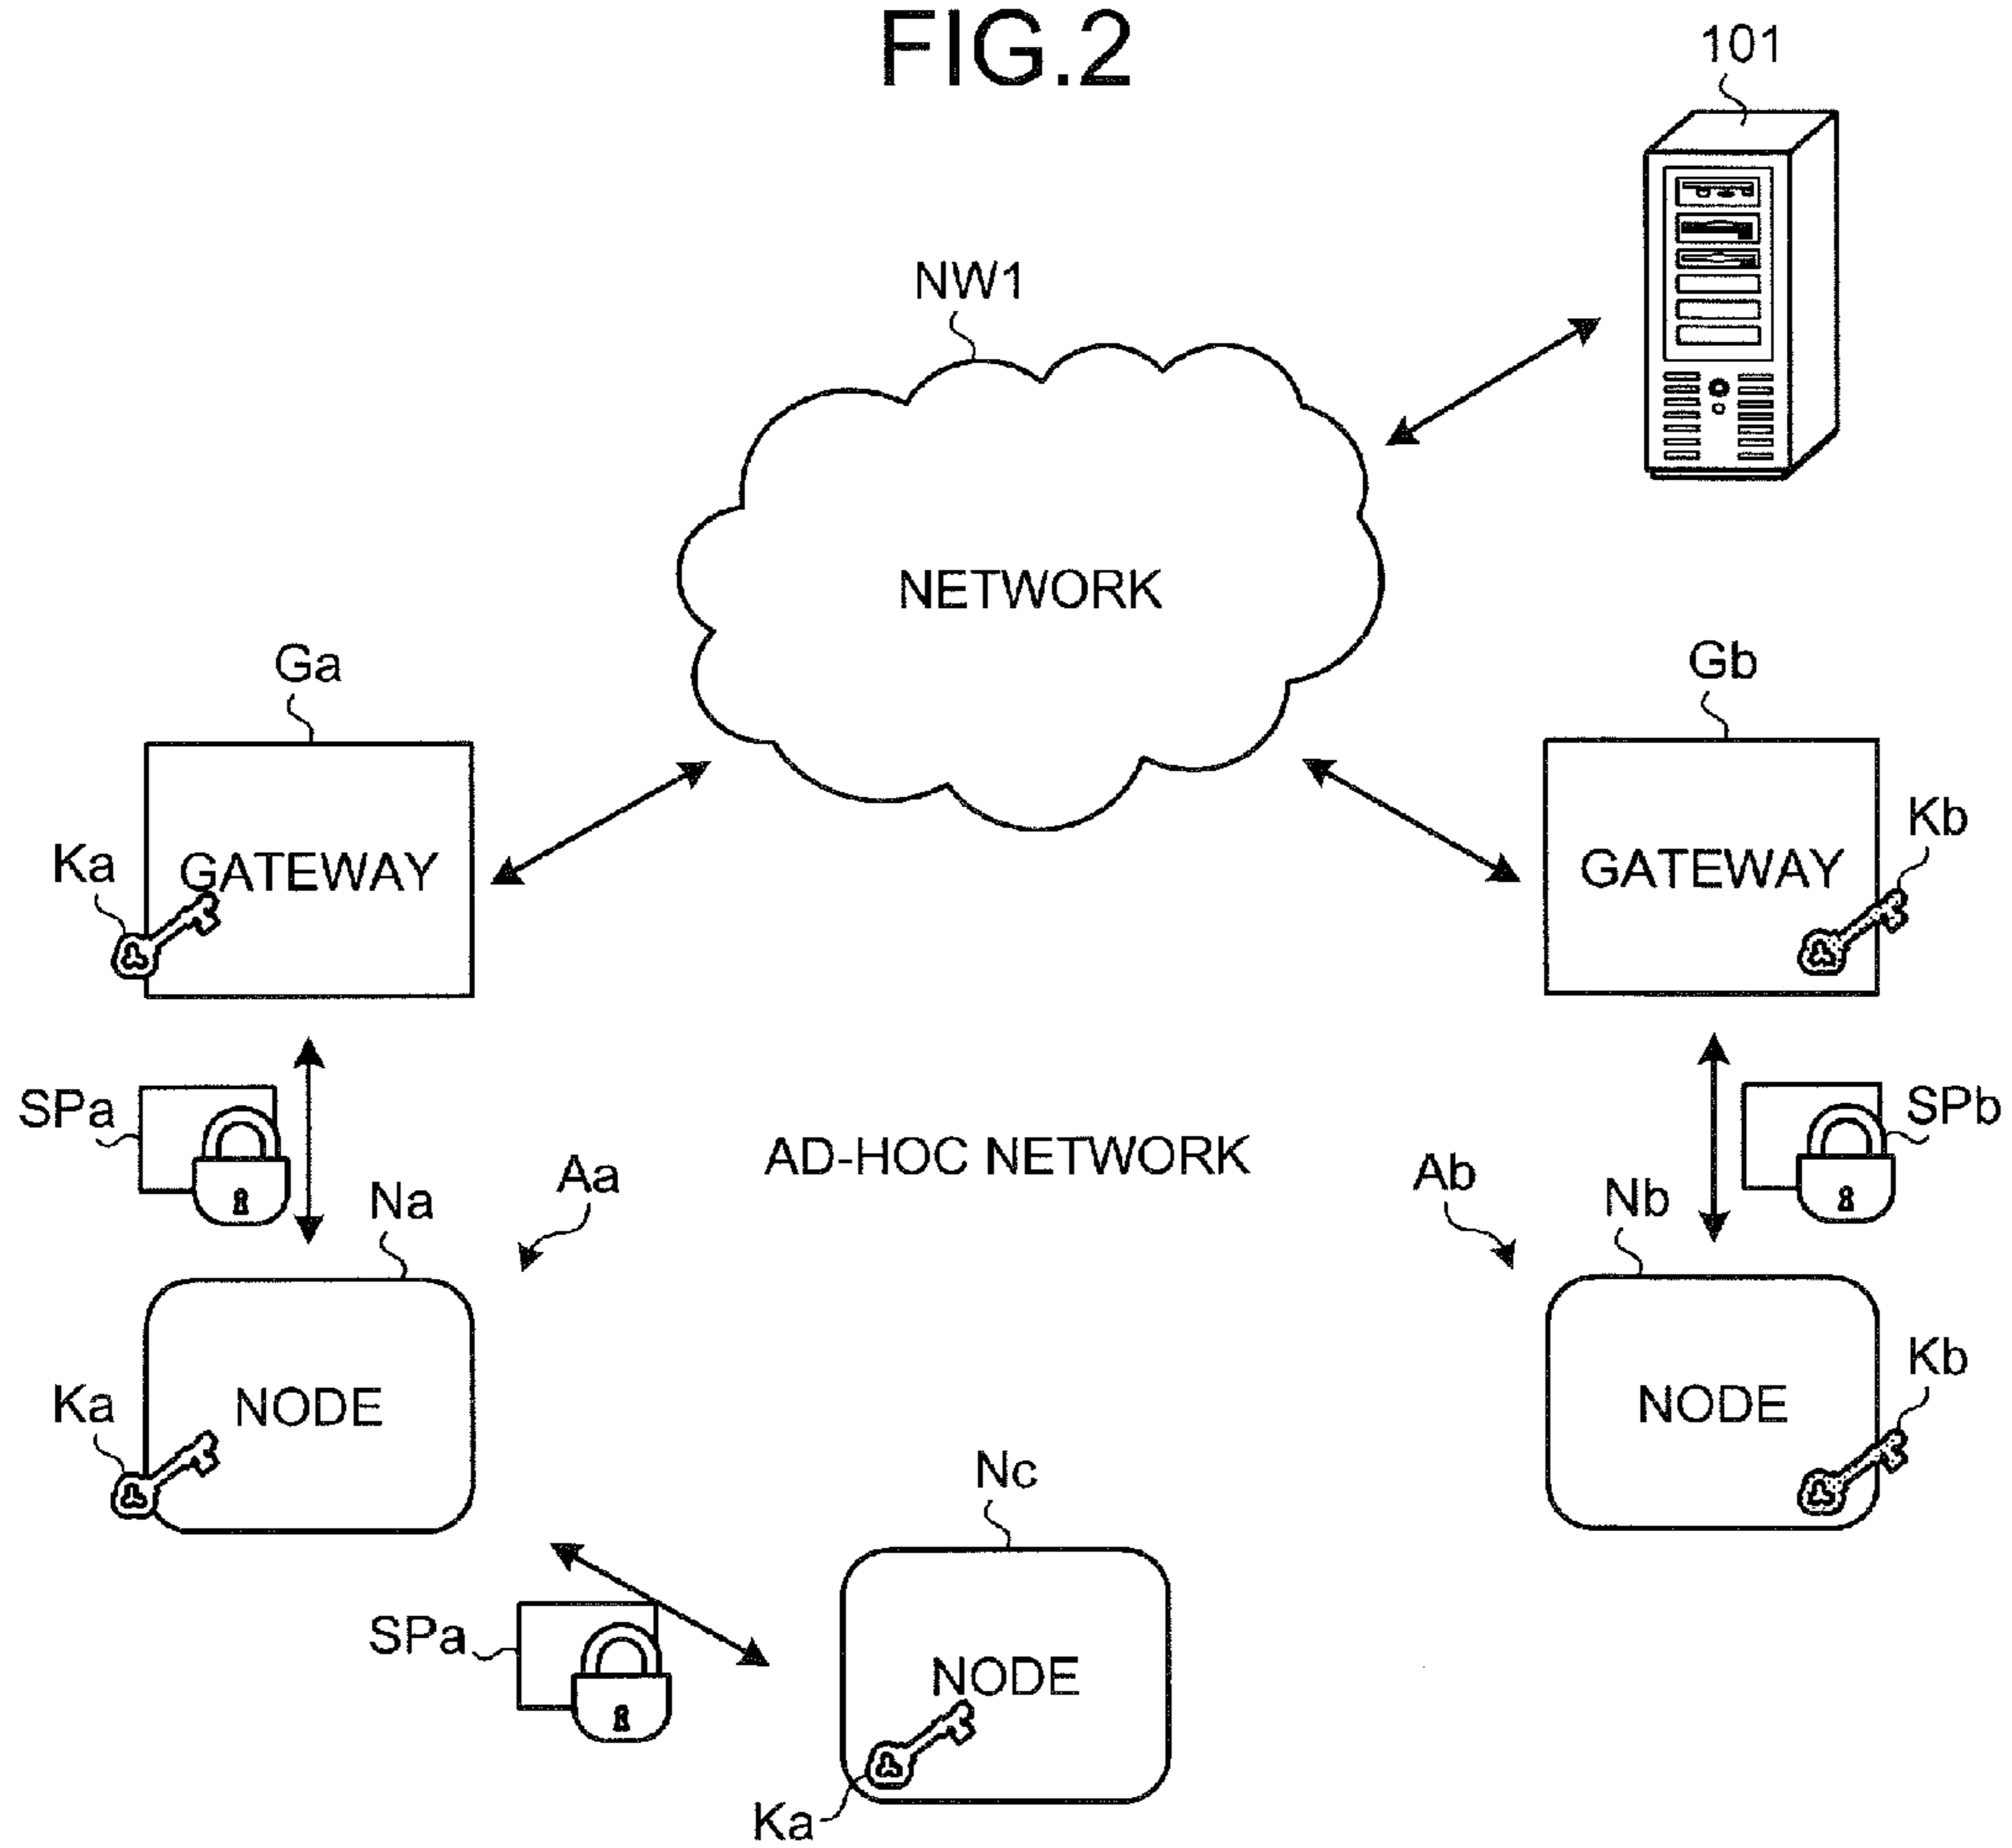 FIG.2
101
NW1
NETWORK
Ga
Gb
Ka
GATEWAY
GATEWAY
Kb
SPa
AD-HOC NETWORK
SPb
Na
Aa
Ab
Nb
Ka
NODE
NODE
Kb
Nc
SPa
NODE
Ka